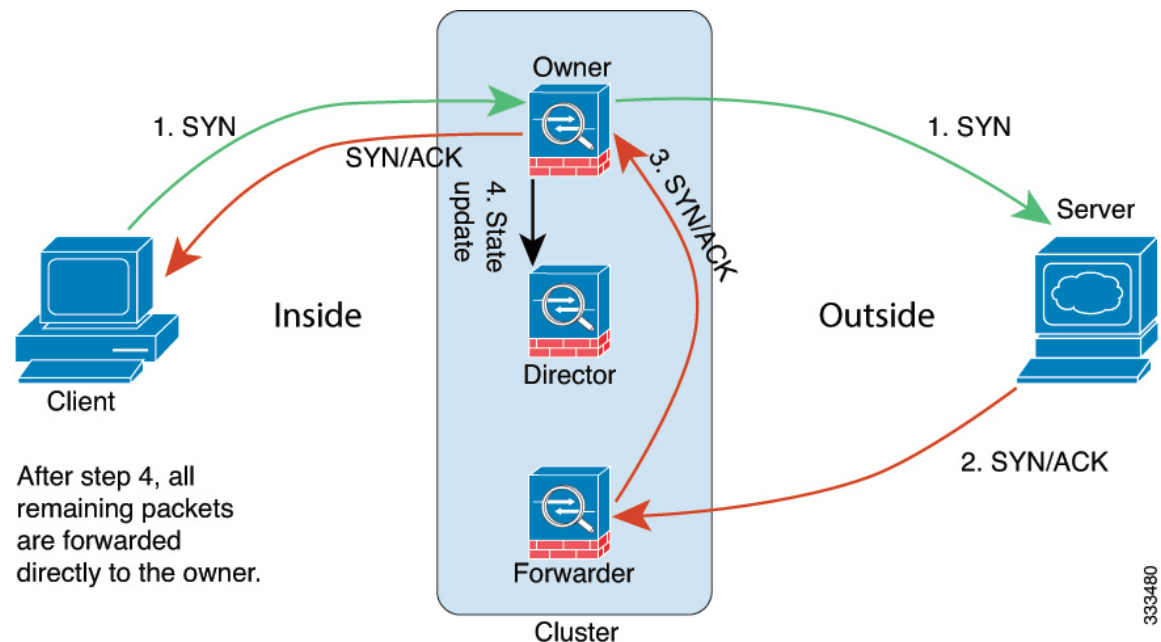 Owner
1. SYN
1. SYN
SYN/ACK
3. SYN/ACK
4. State
update
Server
Inside
Outside
Director
Client
2. SYN/ACK
After step 4, all
remaining packets
are forwarded
directly to the owner.
Forwarder
Cluster
333480